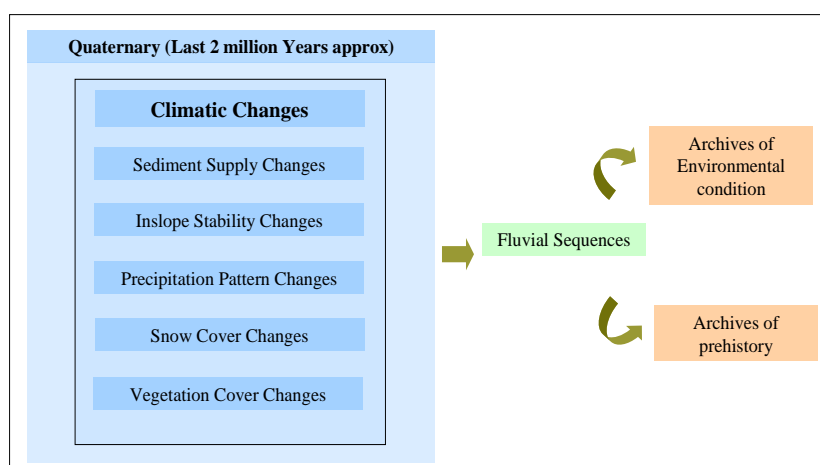 Quaternary (Last 2 million Years approx)
Climatic Changes
Sediment Supply Changes
Inslope Stability Changes
Precipitation Pattern Changes
Snow Cover Changes
Vegetation Cover Changes
Fluvial Sequences
Archives of
Environmental
condition
Archives of
prehistory